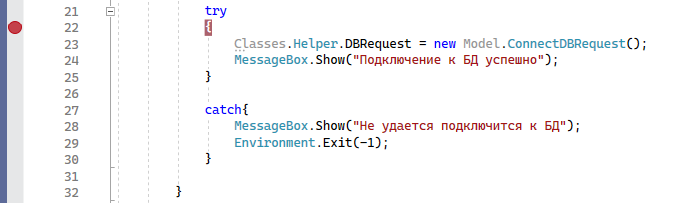 21 try
22 {
23 Classes.Helper.DBRequest = new Model.ConnectDBRequest();
24 MessageBox.Show("Подключение к БД успешно");
25 }
26
27 catch{
28 MessageBox.Show("Не удается подключится к БД");
29 Environment.Exit(-1);
30 }
31
32 }